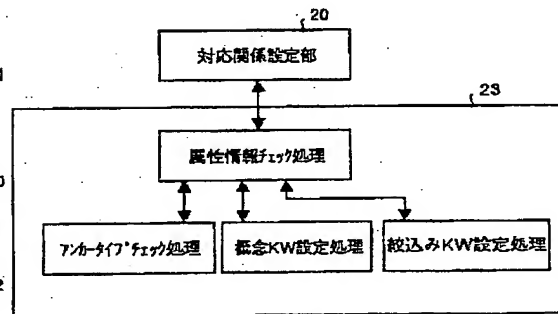 20
対応関係設定部
23
属性情報チェック処理
アンカータイプチェック処理
概念KW設定処理
絞込みKW設定処理